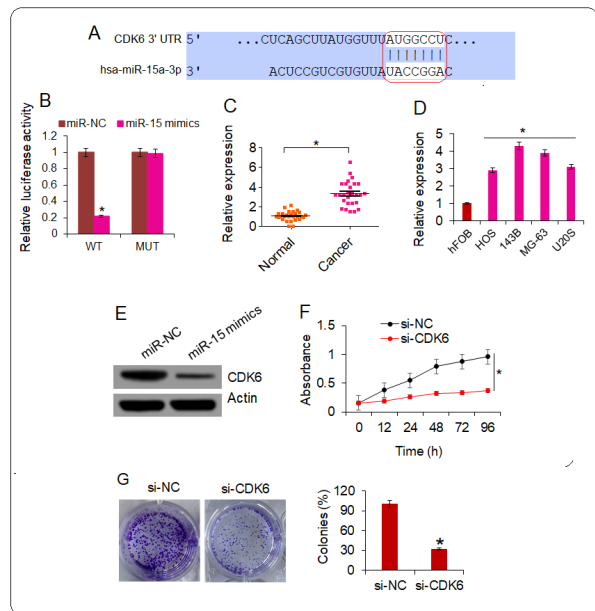 A
CDK6 3' UTR 5' ...CUCAGCUUAUGGUUUAUGGCCUC...
hsa-miR-15a-3p 3' ACUCCGUCGUGUUAUACCGGAC
B
miR-NC miR-15 mimics
Relative luciferase activity
1.2
1
0.8
0.6
0.4
0.2
0
*
WT MUT
C
Relative expression
8
6
4
2
0
*
Normal Cancer
D
Relative expression
5
4
3
2
1
0
*
hFOB HOS 143B MG-63 U20S
E
miR-NC miR-15 mimics
CDK6
Actin
F
si-NC
si-CDK6
Absorbance
1.5
1
0.5
0
*
0 12 24 48 72 96
Time (h)
G
si-NC si-CDK6
Colonies (%)
120
90
60
30
0
*
si-NC si-CDK6